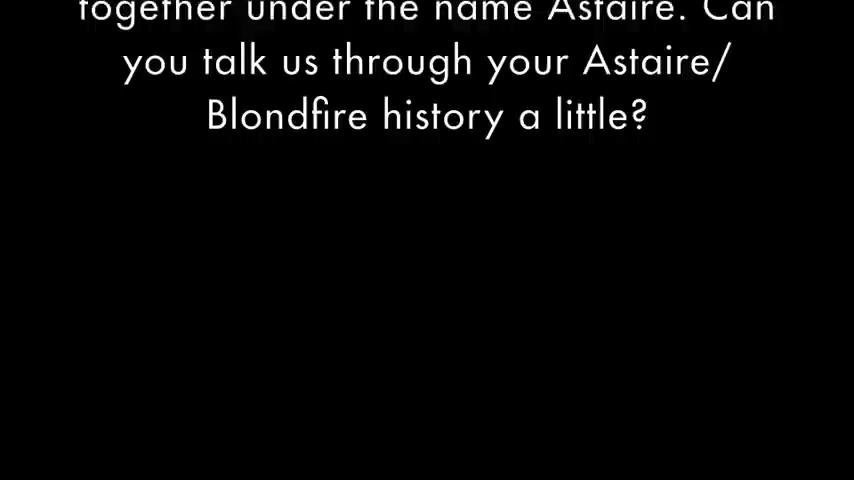 together under the name Astaire. Can
you talk us through your Astaire/
Blondfire history a little?